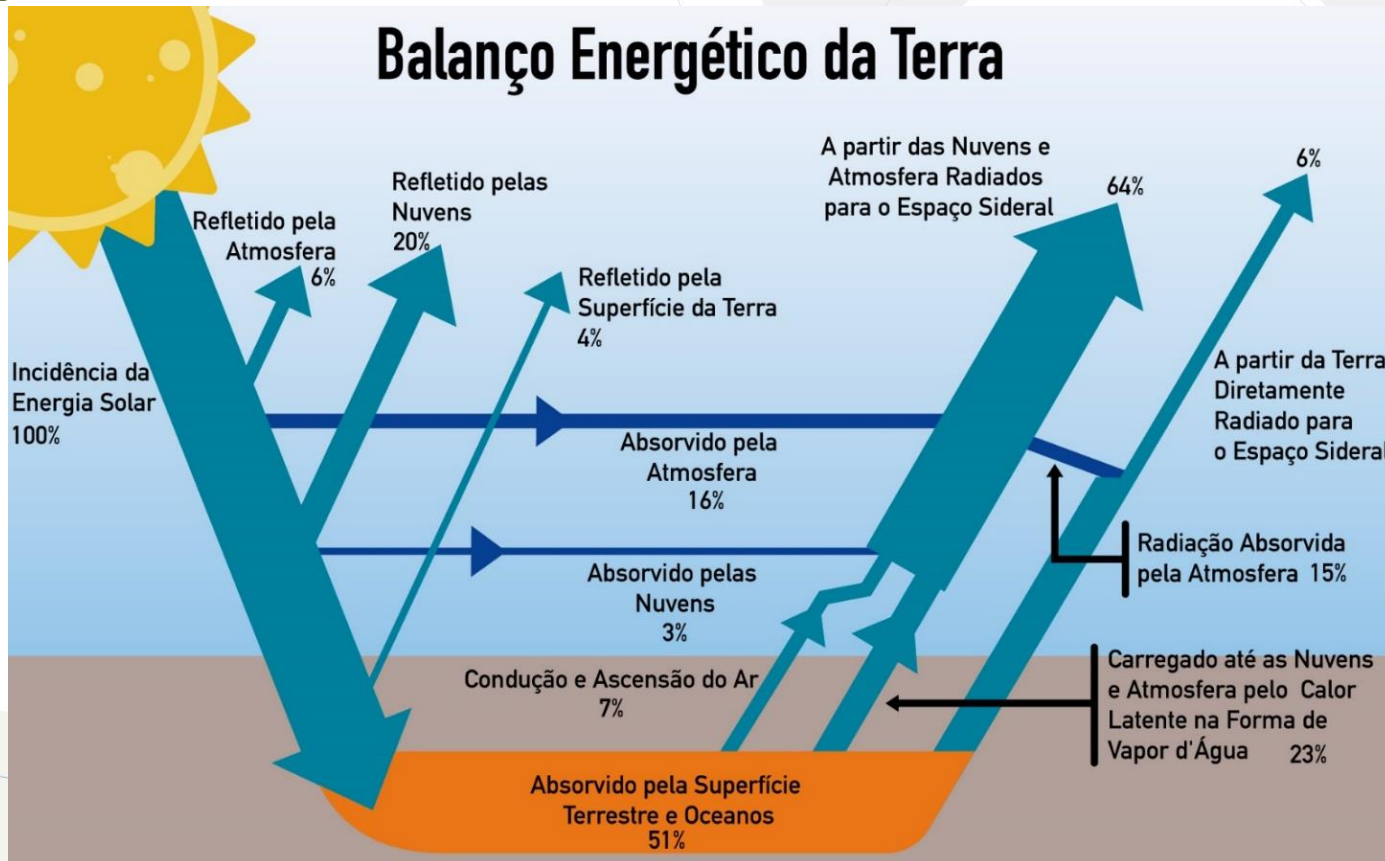 Balanço Energético da Terra
Refletido pela
Atmosfera
6%
Refletido pelas
Nuvens
20%
Refletido pela
Superfície da Terra
4%
Incidência da
Energia Solar
100%
A partir das Nuvens e
Atmosfera Radiados
para o Espaço Sideral
64%
6%
A partir da Terra
Diretamente
Radiado para
o Espaço Sideral
Absorvido pela
Atmosfera
16%
Absorvido pelas
Nuvens
3%
Radiação Absorvida
pela Atmosfera 15%
Condução e Ascensão do Ar
7%
Carregado até as Nuvens
e Atmosfera pelo Calor
Latente na Forma de
Vapor d'Água 23%
Absorvido pela Superfície
Terrestre e Oceanos
51%